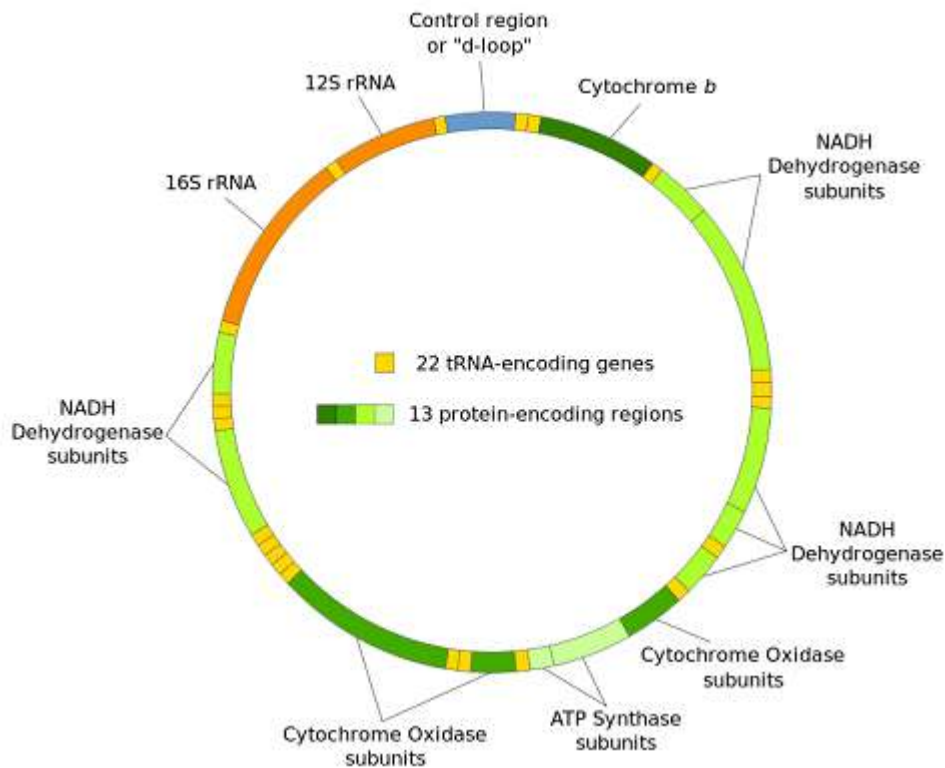 Control region
or "d-loop"
12S rRNA
Cytochrome b
NADH
Dehydrogenase
subunits
16S rRNA
22 tRNA-encoding genes
13 protein-encoding regions
NADH
Dehydrogenase
subunits
NADH
Dehydrogenase
subunits
Cytochrome Oxidase
subunits
ATP Synthase
subunits
Cytochrome Oxidase
subunits